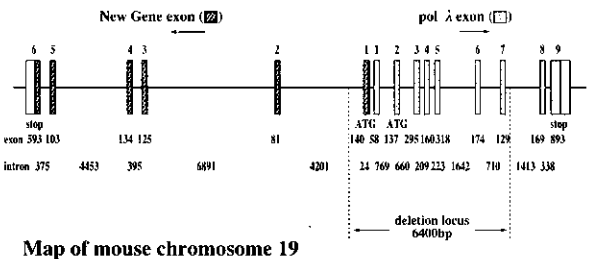 New Gene exon ( ) pol λ exon ( )
6 5 4 3 2 1 1 2 3 4 5 6 7 8 9
stop ATG ATG stop
exon 593 103 134 125 81 140 58 137 295 160 318 174 129 169 893
intron 375 4453 395 6891 4201 24 769 660 209 223 1642 710 1413 338
deletion locus
6400bp
Map of mouse chromosome 19